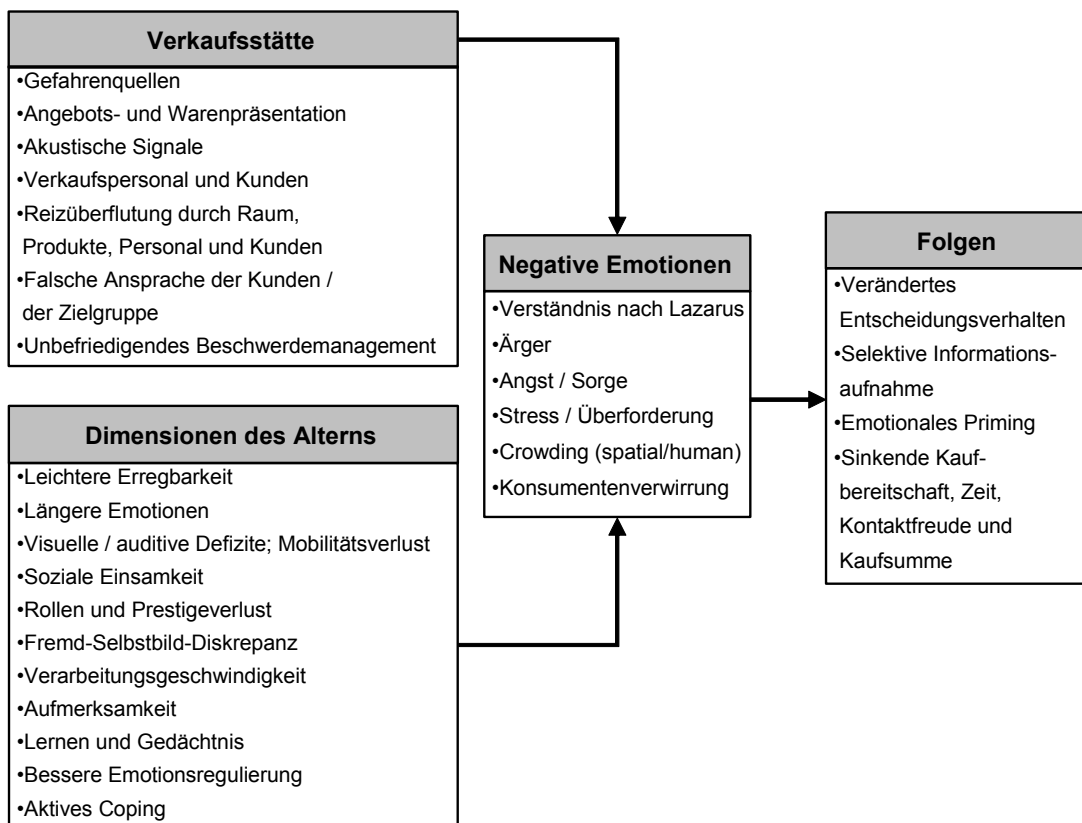 Verkaufsstätte
•Gefahrenquellen
•Angebots- und Warenpräsentation
•Akustische Signale
•Verkaufspersonal und Kunden
•Reizüberflutung durch Raum,
Produkte, Personal und Kunden
•Falsche Ansprache der Kunden /
der Zielgruppe
•Unbefriedigendes Beschwerdemanagement
Dimensionen des Alterns
•Leichtere Erregbarkeit
•Längere Emotionen
•Visuelle / auditive Defizite; Mobilitätsverlust
•Soziale Einsamkeit
•Rollen und Prestigeverlust
•Fremd-Selbstbild-Diskrepanz
•Verarbeitungsgeschwindigkeit
•Aufmerksamkeit
•Lernen und Gedächtnis
•Bessere Emotionsregulierung
•Aktives Coping
Negative Emotionen
•Verständnis nach Lazarus
•Ärger
•Angst / Sorge
•Stress / Überforderung
•Crowding (spatial/human)
•Konsumentenverwirrung
Folgen
•Verändertes
Entscheidungsverhalten
•Selektive Informations-
aufnahme
•Emotionales Priming
•Sinkende Kauf-
bereitschaft, Zeit,
Kontaktfreude und
Kaufsumme